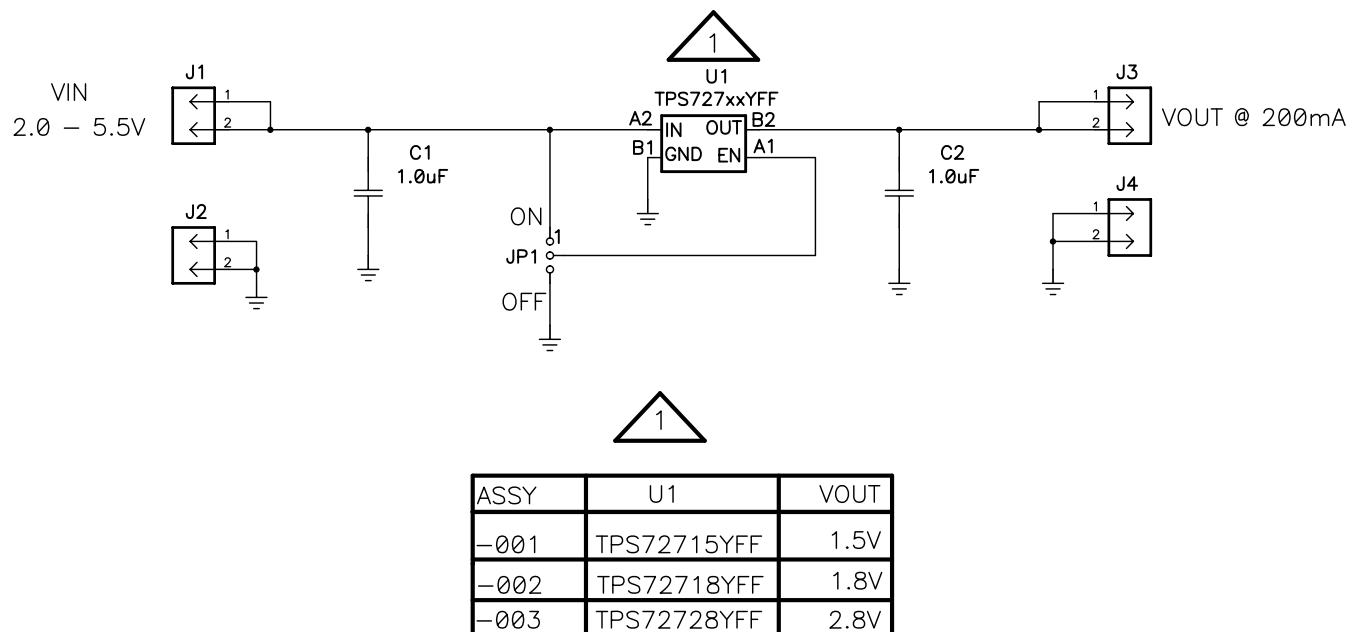 1
U1
TPS727xxYFF
J1
VIN
2.0 – 5.5V
1
2
A2
IN
OUT
B2
B1
GND
EN
A1
J3
1
2
VOUT @ 200mA
C1
1.0uF
C2
1.0uF
J2
1
2
J4
1
2
ON
1
JP1
OFF
1
ASSY U1 VOUT
–001 TPS72715YFF 1.5V
–002 TPS72718YFF 1.8V
–003 TPS72728YFF 2.8V